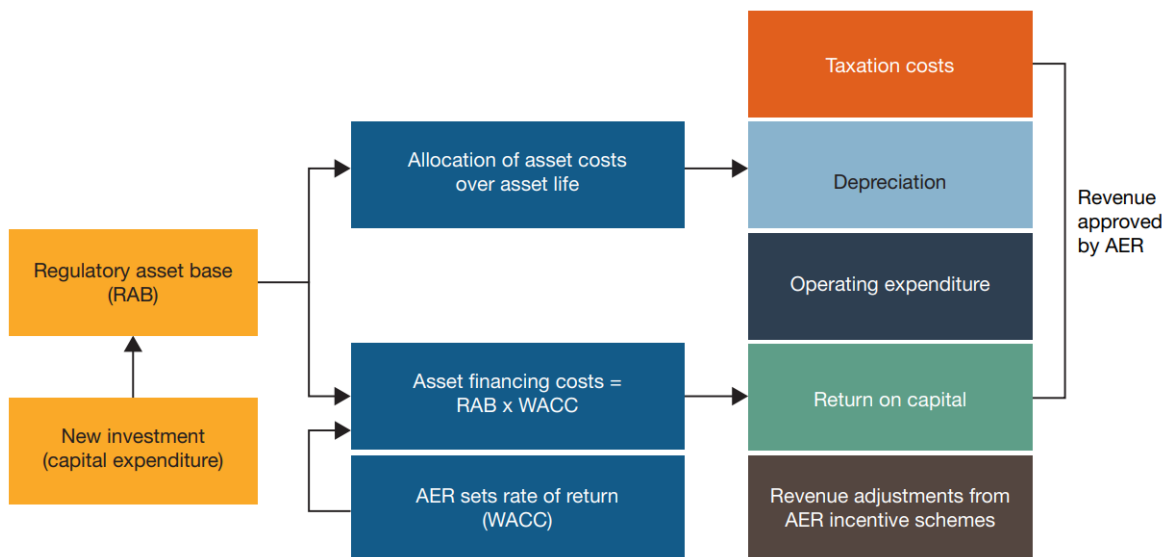 Taxation costs
Allocation of asset costs
over asset life
Depreciation
Revenue
approved
by AER
Regulatory asset base
(RAB)
Operating expenditure
Asset financing costs =
RAB x WACC
Return on capital
New investment
(capital expenditure)
AER sets rate of return
(WACC)
Revenue adjustments from
AER incentive schemes